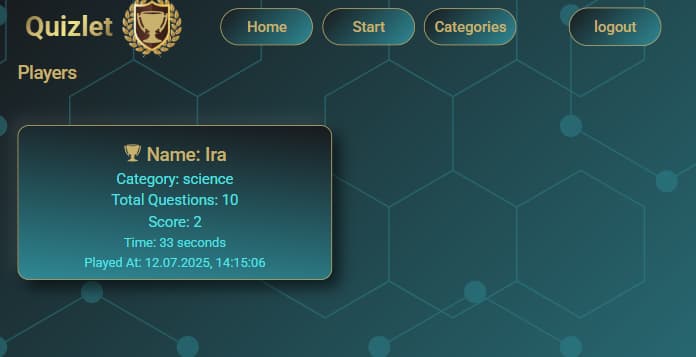 Quizlet Home Start Categories logout
Players
Name: Ira
Category: science
Total Questions: 10
Score: 2
Time: 33 seconds
Played At: 12.07.2025, 14:15:06